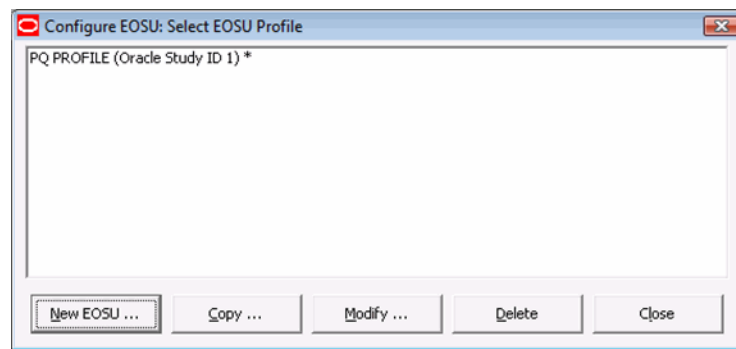 Configure EOSU: Select EOSU Profile
PQ PROFILE (Oracle Study ID 1) *
New EOSU ... Copy ... Modify ... Delete Close